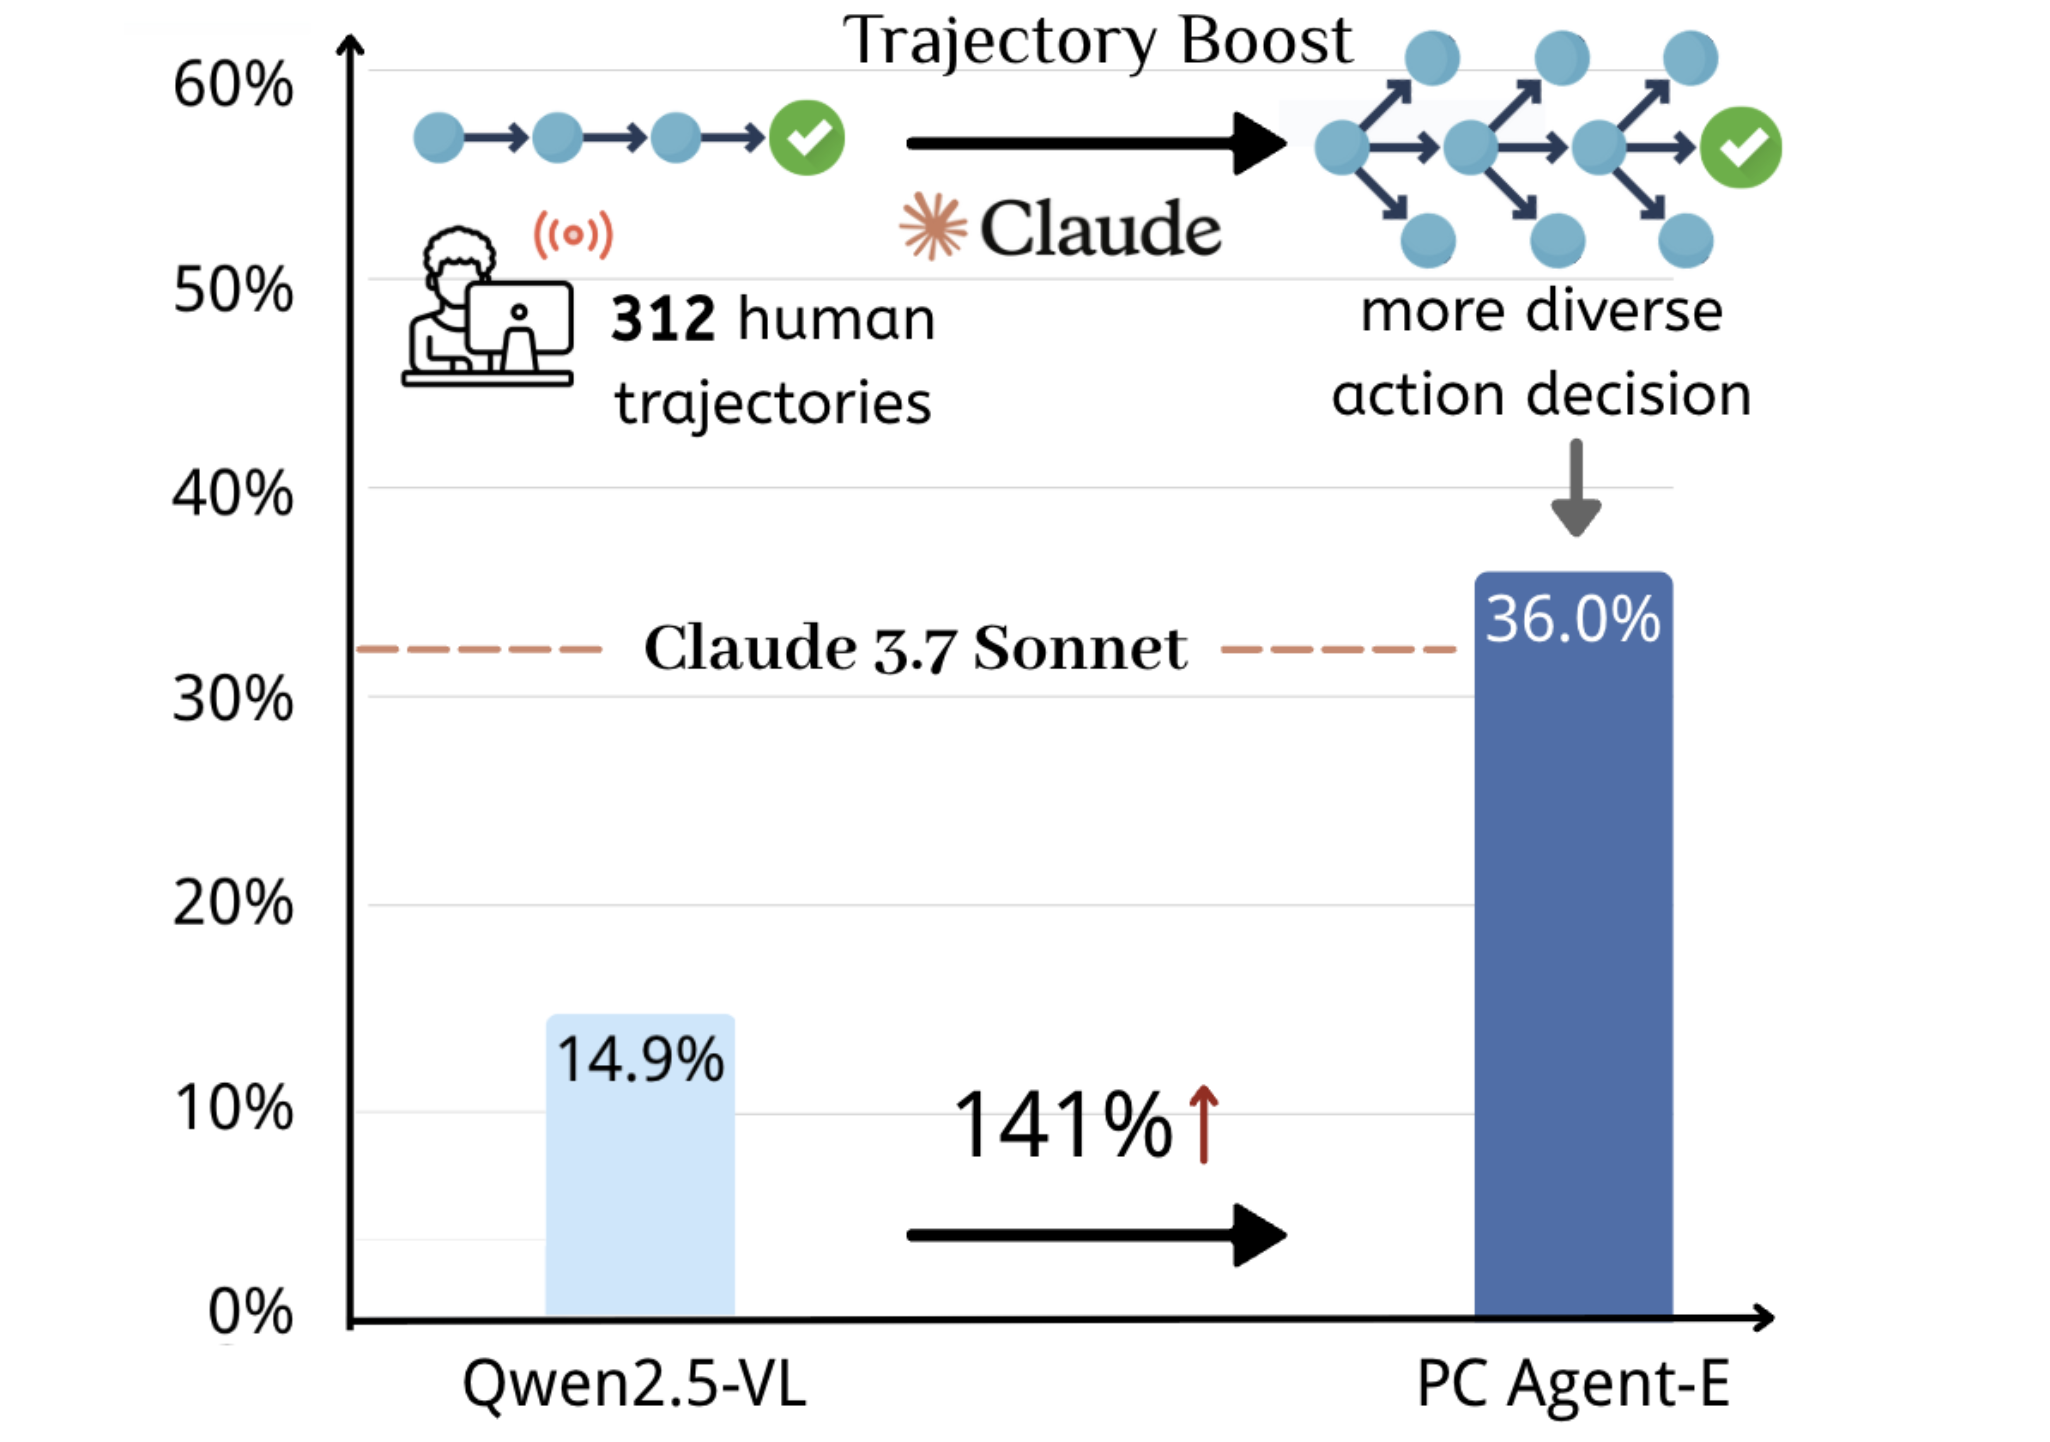 Trajectory Boost
60%
Claude
50%
312 human
trajectories
more diverse
action decision
40%
36.0%
Claude 3.7 Sonnet
30%
20%
14.9%
10%
141%
0%
Qwen2.5-VL
PC Agent-E